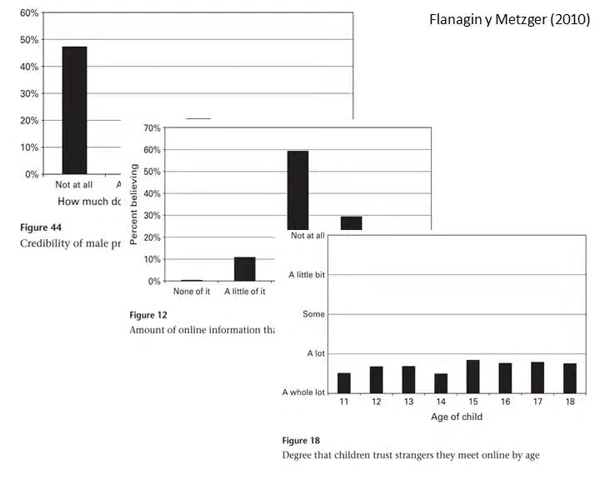 Flanagin y Metzger (2010)
60%
50%
40%
30%
20%
10%
0%
Not at all
How much do
Figure 44
Credibility of male pr
Percent believing
70%
60%
50%
40%
30%
20%
10%
0%
None of it A little of it
Figure 12
Amount of online information tha
Not at all
A little bit
Some
A lot
A whole lot
11 12 13 14 15 16 17 18
Age of child
Figure 18
Degree that children trust strangers they meet online by age